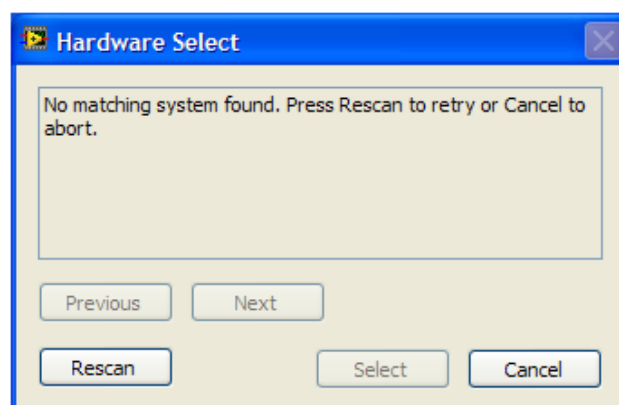 Hardware Select
No matching system found. Press Rescan to retry or Cancel to
abort.
Previous Next
Rescan Select Cancel